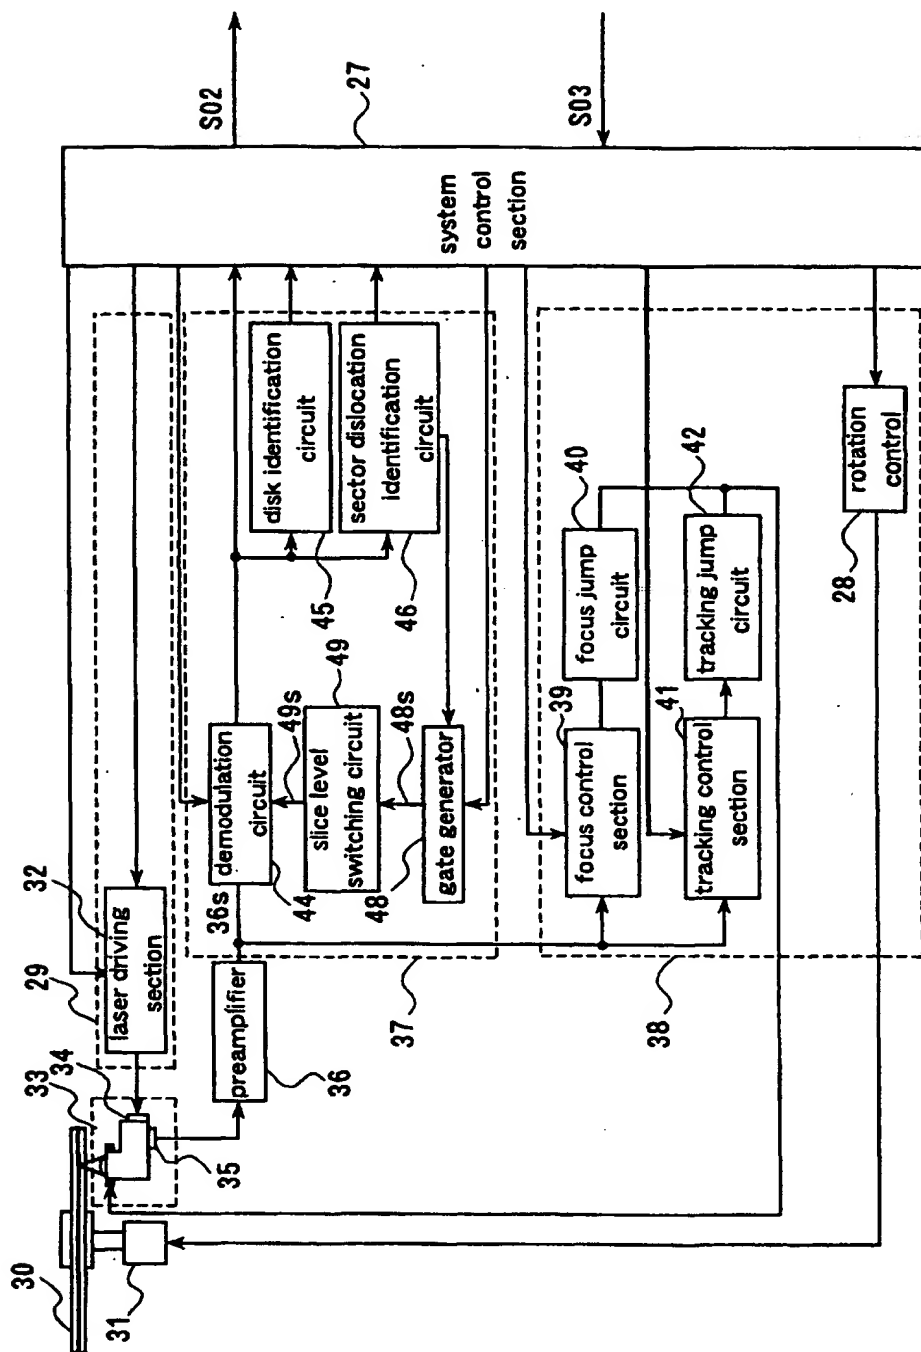 S02
S03
27
system
control
section
29
32
laser driving
section
33
34
35
30
31
preamplifier
36
36s
demodulation
circuit
44
49s
slice level
switching circuit
49
48s
gate generator
48
disk identification
circuit
45
sector dislocation
identification
circuit
46
37
focus control
section
39
focus jump
circuit
40
tracking control
section
41
tracking jump
circuit
42
38
rotation
control
28